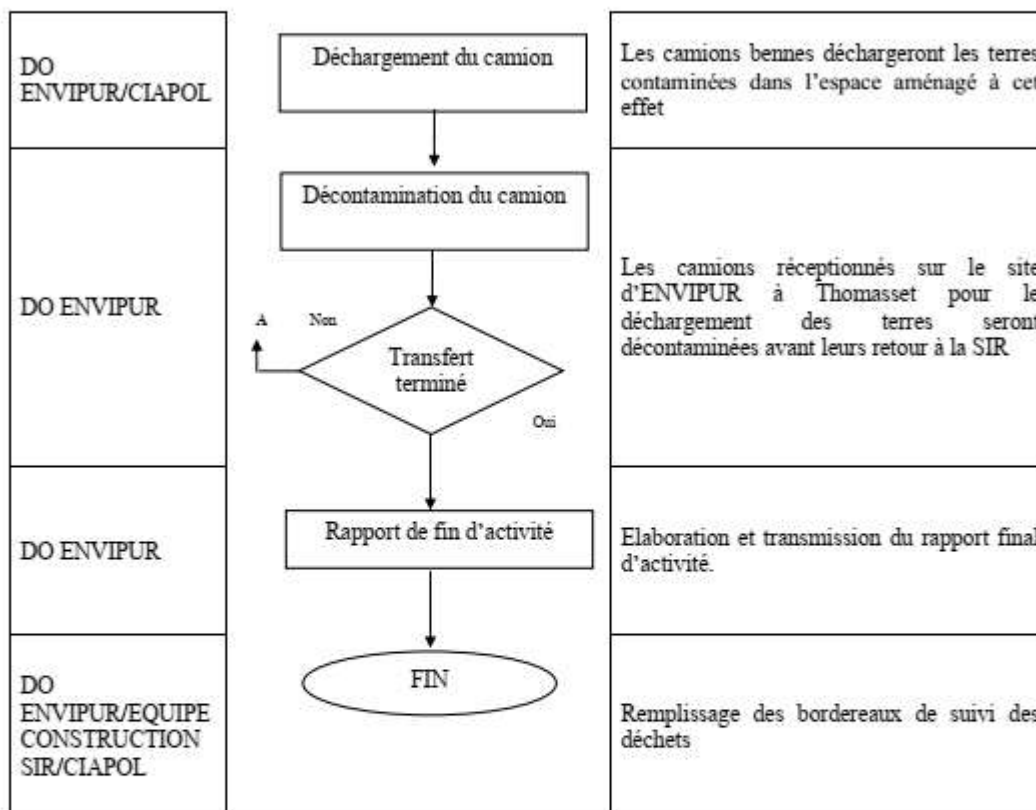 DO
ENVIPUR/CIAPOL
Déchargement du camion
Les camions bennes déchargeront les terres
contaminées dans l'espace aménagé à cet
effet
DO ENVIPUR
Décontamination du camion
A
Non
Transfert
terminé
Oui
Les camions réceptionnés sur le site
d'ENVIPUR à Thomasset pour le
déchargement des terres seront
décontaminées avant leurs retour à la SIR
DO ENVIPUR
Rapport de fin d'activité
Elaboration et transmission du rapport final
d'activité.
DO
ENVIPUR/EQUIPE
CONSTRUCTION
SIR/CIAPOL
FIN
Remplissage des bordereaux de suivi des
déchets